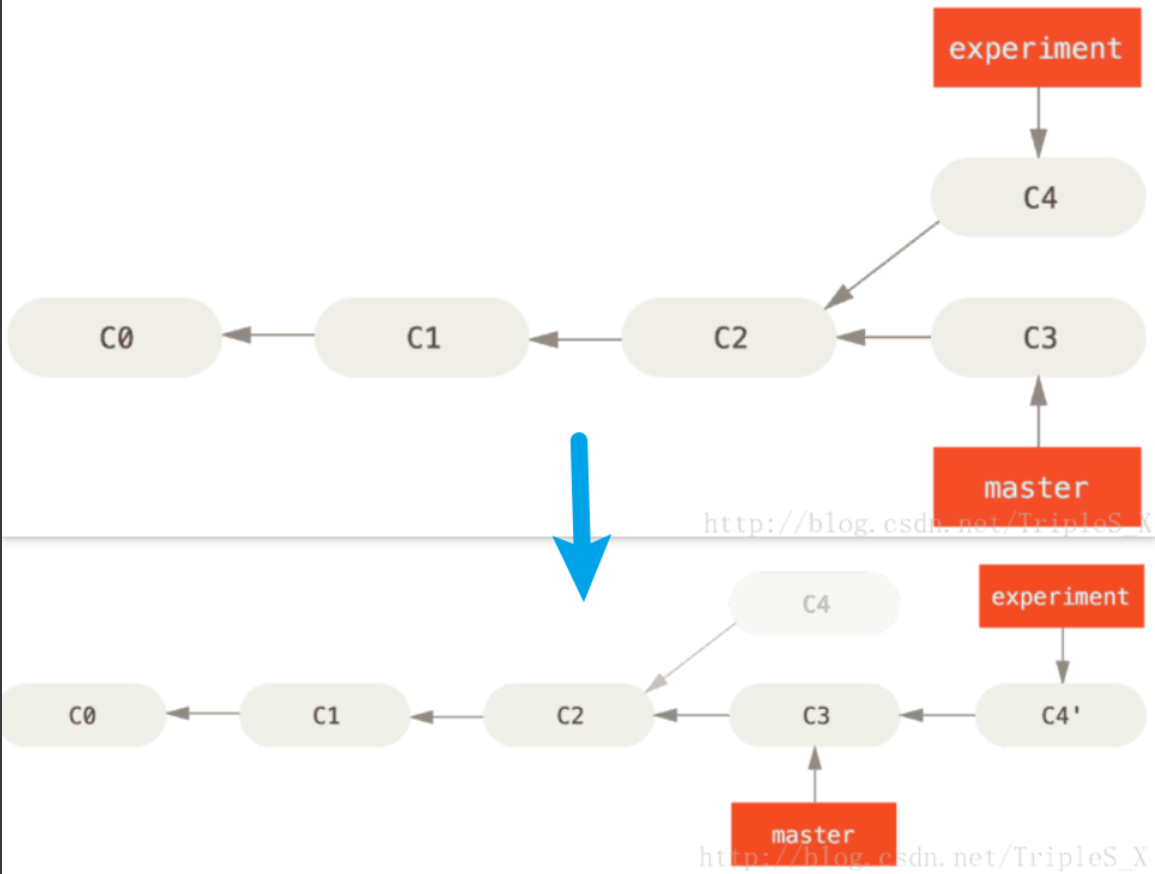 experiment
C4
C0 C1 C2 C3
master
http://blog.csdn.net/TripleS_X
C4 experiment
C0 C1 C2 C3 C4'
master
http://blog.csdn.net/TripleS_X